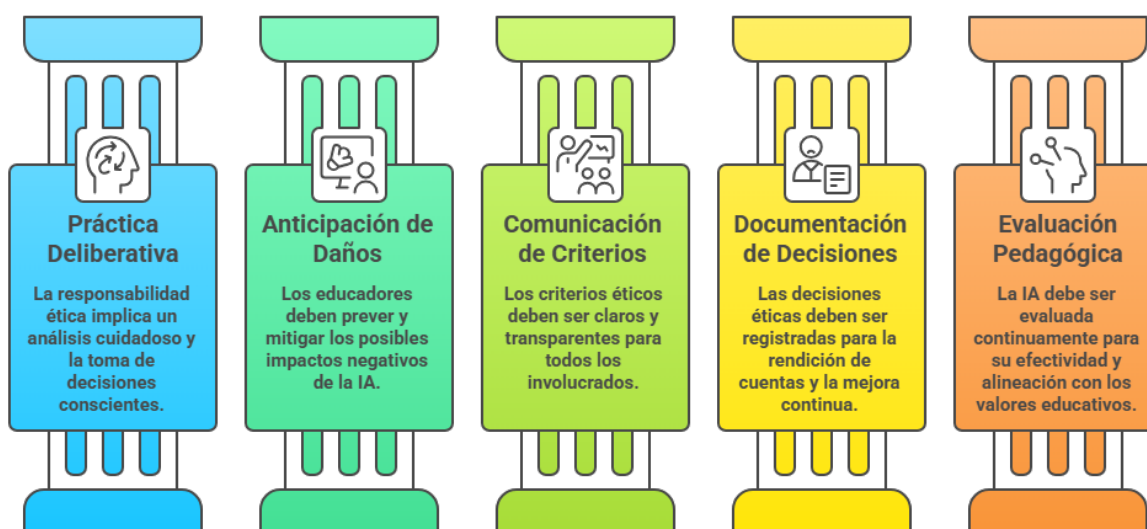 Práctica
Deliberativa
La responsabilidad
ética implica un
análisis cuidadoso y
la toma de
decisiones
conscientes.
Anticipación de
Daños
Los educadores
deben prever y
mitigar los posibles
impactos negativos
de la IA.
Comunicación
de Criterios
Los criterios éticos
deben ser claros y
transparentes para
todos los
involucrados.
Documentación
de Decisiones
Las decisiones
éticas deben ser
registradas para la
rendición de
cuentas y la mejora
continua.
Evaluación
Pedagógica
La IA debe ser
evaluada
continuamente para
su efectividad y
alineación con los
valores educativos.